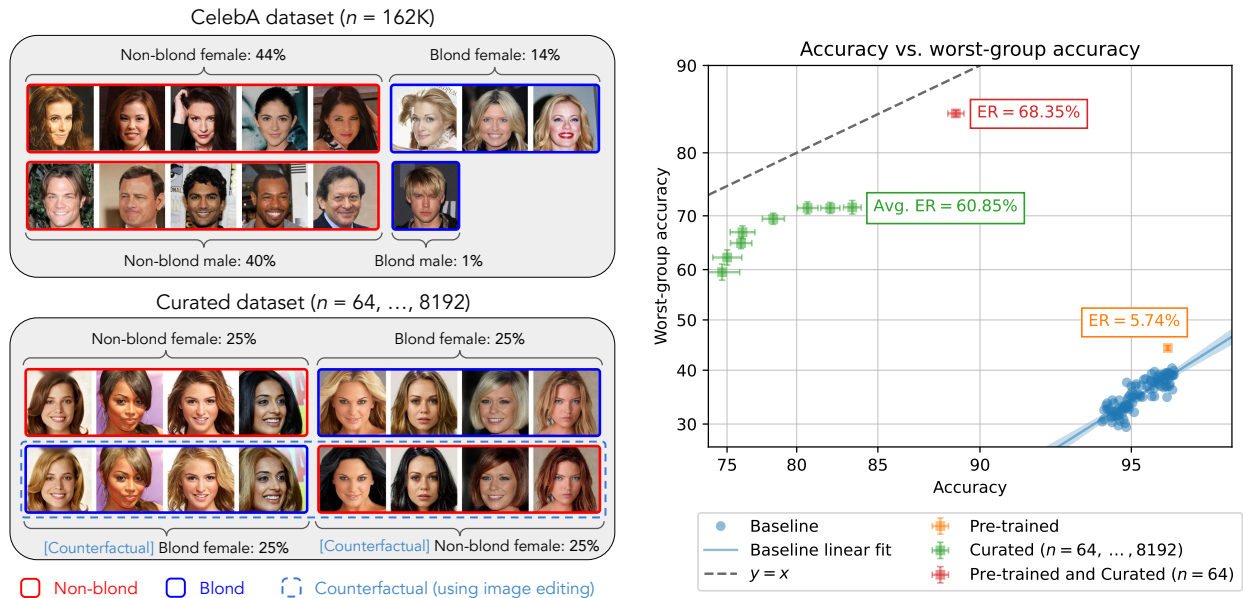 CelebA dataset (n = 162K)
Non-blond female: 44%
Blond female: 14%
Non-blond male: 40%
Blond male: 1%
Curated dataset (n = 64, ..., 8192)
Non-blond female: 25%
Blond female: 25%
[Counterfactual] Blond female: 25%
[Counterfactual] Non-blond female: 25%
Non-blond
Blond
Counterfactual (using image editing)
Accuracy vs. worst-group accuracy
Worst-group accuracy
90
80
70
60
50
40
30
ER = 68.35%
Avg. ER = 60.85%
ER = 5.74%
75
80
85
90
95
Accuracy
Baseline
Baseline linear fit
y = x
Pre-trained
Curated (n = 64, ..., 8192)
Pre-trained and Curated (n = 64)